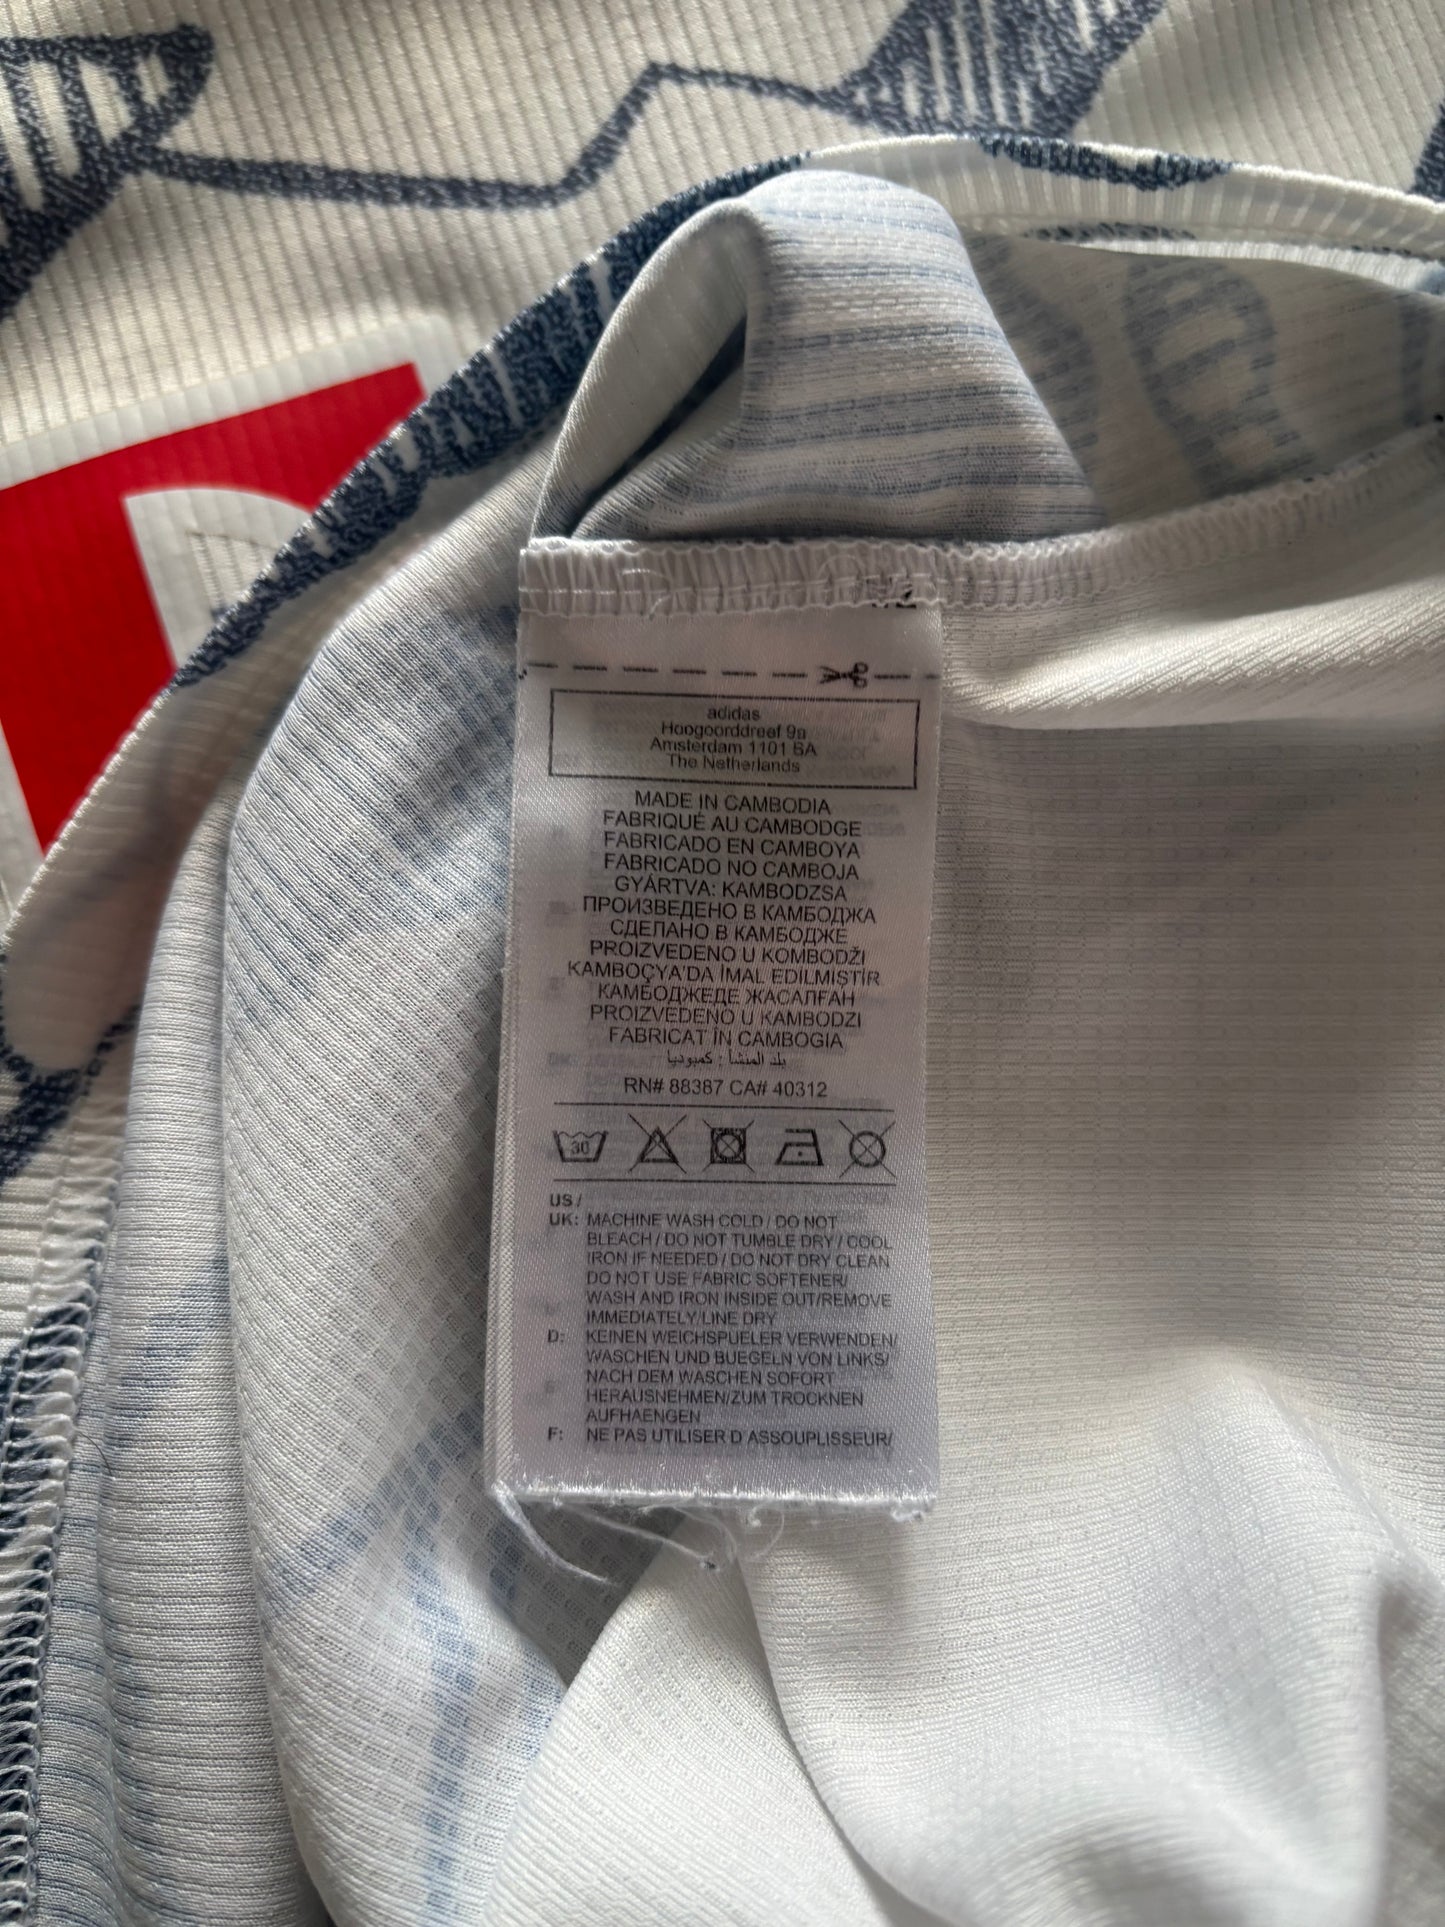 adidas
Hoogoorddreef 9a
Amsterdam 1101 BA
The Netherlands
MADE IN CAMBODIA
FABRIQUÉ AU CAMBODGE
FABRICADO EN CAMBOYA
FABRICADO NO CAMBOJA
GYÁRTVA: KAMBODZSA
ПРОИЗВЕДЕНО В КАМБОДЖА
СДЕЛАНО В КАМБОДЖЕ
PROIZVEDENO U KOMBODŽI
KAMBOÇYA'DA İMAL EDİLMİŞTİR
КАМБОДЖЕДЕ ЖАСАЛҒАН
PROIZVEDENO U KAMBODZI
FABRICAT ÎN CAMBOGIA
بلد المنشأ : كمبوديا
RN# 88387 CA# 40312
30
US /
UK: MACHINE WASH COLD / DO NOT
BLEACH / DO NOT TUMBLE DRY / COOL
IRON IF NEEDED / DO NOT DRY CLEAN
DO NOT USE FABRIC SOFTENER/
WASH AND IRON INSIDE OUT/REMOVE
IMMEDIATELY/LINE DRY
D: KEINEN WEICHSPUELER VERWENDEN/
WASCHEN UND BUEGELN VON LINKS/
NACH DEM WASCHEN SOFORT
HERAUSNEHMEN/ZUM TROCKNEN
AUFHAENGEN
F: NE PAS UTILISER D'ASSOUPLISSEUR/